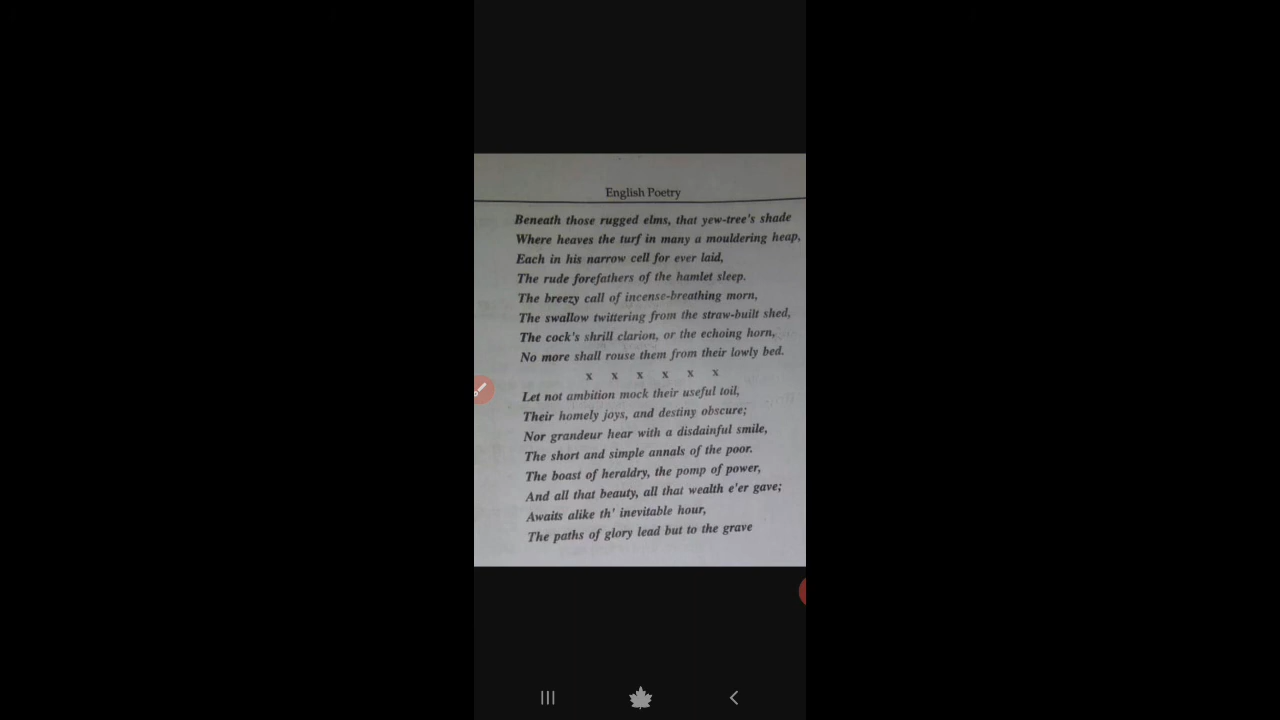 English Poetry
Beneath those rugged elms, that yew-tree's shade
Where heaves the turf in many a mouldering heap,
Each in his narrow cell for ever laid,
The rude forefathers of the hamlet sleep.
The breezy call of incense-breathing morn,
The swallow twittering from the straw-built shed,
The cock's shrill clarion, or the echoing horn,
No more shall rouse them from their lowly bed.
x x x x x x
Let not ambition mock their useful toil,
Their homely joys, and destiny obscure;
Nor grandeur hear with a disdainful smile,
The short and simple annals of the poor.
The boast of heraldry, the pomp of power,
And all that beauty, all that wealth e'er gave;
Awaits alike th' inevitable hour,
The paths of glory lead but to the grave